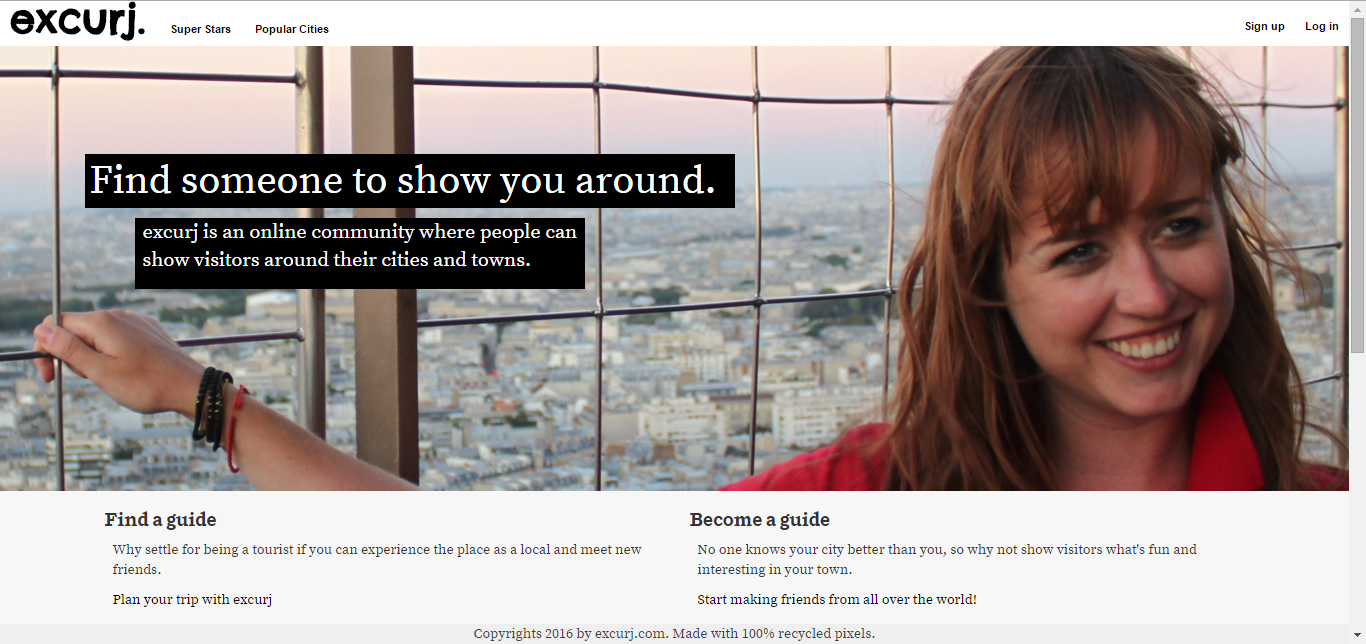 excurj.
Super Stars
Popular Cities
Sign up
Log in
Find someone to show you around.
excurj is an online community where people can
show visitors around their cities and towns.
Find a guide
Why settle for being a tourist if you can experience the place as a local and meet new
friends.
Plan your trip with excurj
Become a guide
No one knows your city better than you, so why not show visitors what's fun and
interesting in your town.
Start making friends from all over the world!
Copyrights 2016 by excurj.com. Made with 100% recycled pixels.